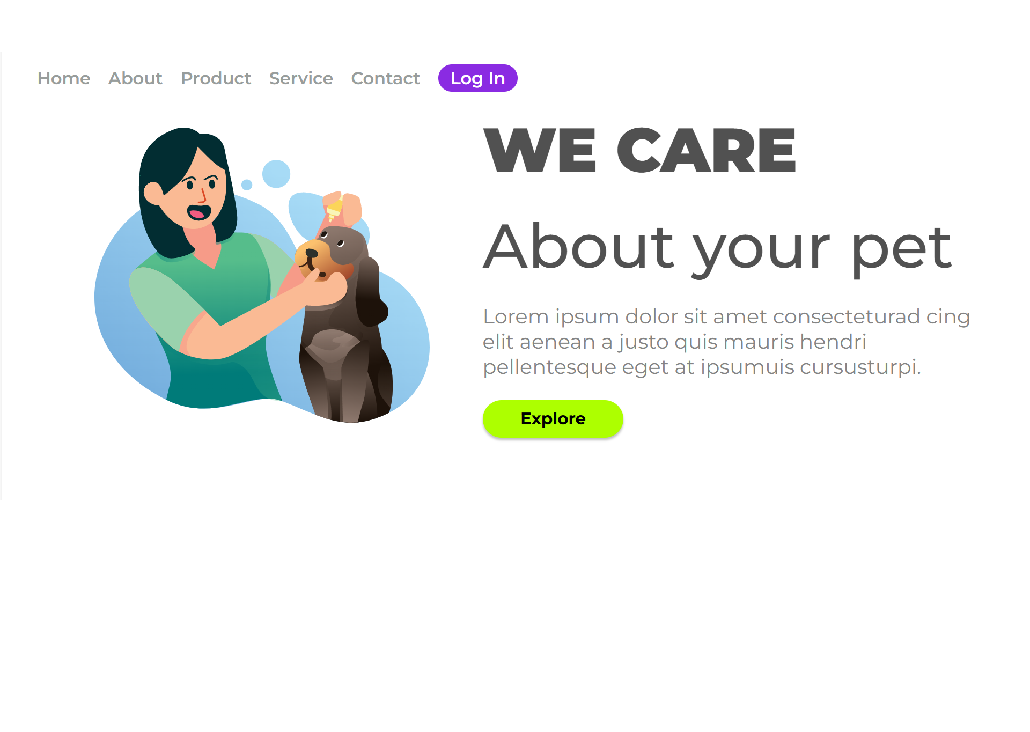 Home About Product Service Contact Log In
WE CARE
About your pet
Lorem ipsum dolor sit amet consecteturad cing
elit aenean a justo quis mauris hendri
pellentesque eget at ipsumuis cursusturpi.
Explore